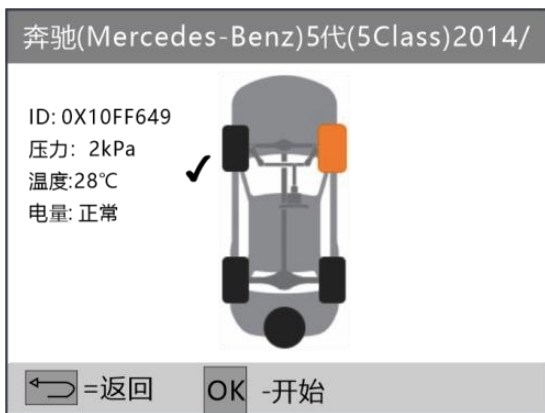 奔驰(Mercedes-Benz)5代(5Class)2014/
ID: 0X10FF649
压力: 2kPa
温度:28℃
电量: 正常
=返回
OK -开始